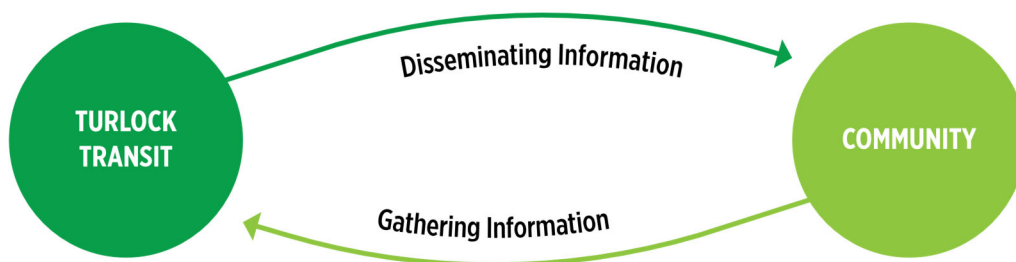 Disseminating Information
TURLOCK
TRANSIT
COMMUNITY
Gathering Information